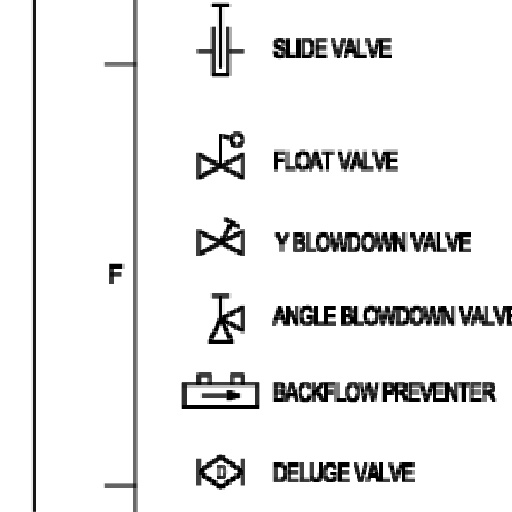 SLIDE VALVE
FLOAT VALVE
Y BLOWDOWN VALVE
F
ANGLE BLOWDOWN VALVE
BACKFLOW PREVENTER
D
DELUGE VALVE